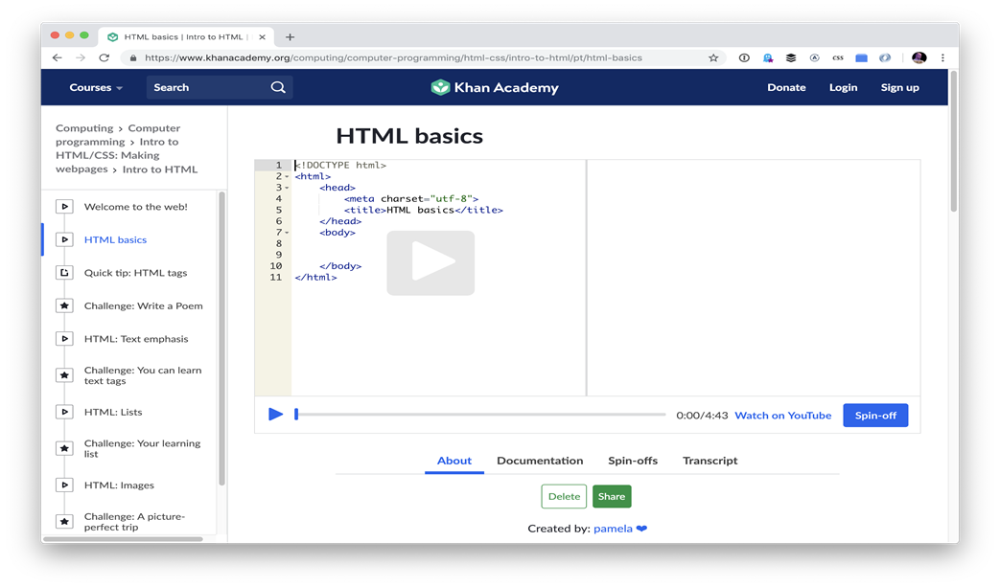 HTML basics | Intro to HTML |
https://www.khanacademy.org/computing/computer-programming/html-css/intro-to-html/pt/html-basics
css
Courses
Search
Khan Academy
Donate
Login
Sign up
Computing > Computer
programming > Intro to
HTML/CSS: Making
webpages > Intro to HTML
Welcome to the web!
HTML basics
Quick tip: HTML tags
Challenge: Write a Poem
HTML: Text emphasis
Challenge: You can learn
text tags
HTML: Lists
Challenge: Your learning
list
HTML: Images
Challenge: A picture-
perfect trip
HTML basics
1 <!DOCTYPE html>
2 <html>
3 <head>
4 <meta charset="utf-8">
5 <title>HTML basics</title>
6 </head>
7 <body>
8
9
10 </body>
11 </html>
0:00/4:43 Watch on YouTube Spin-off
About Documentation Spin-offs Transcript
Delete Share
Created by: pamela